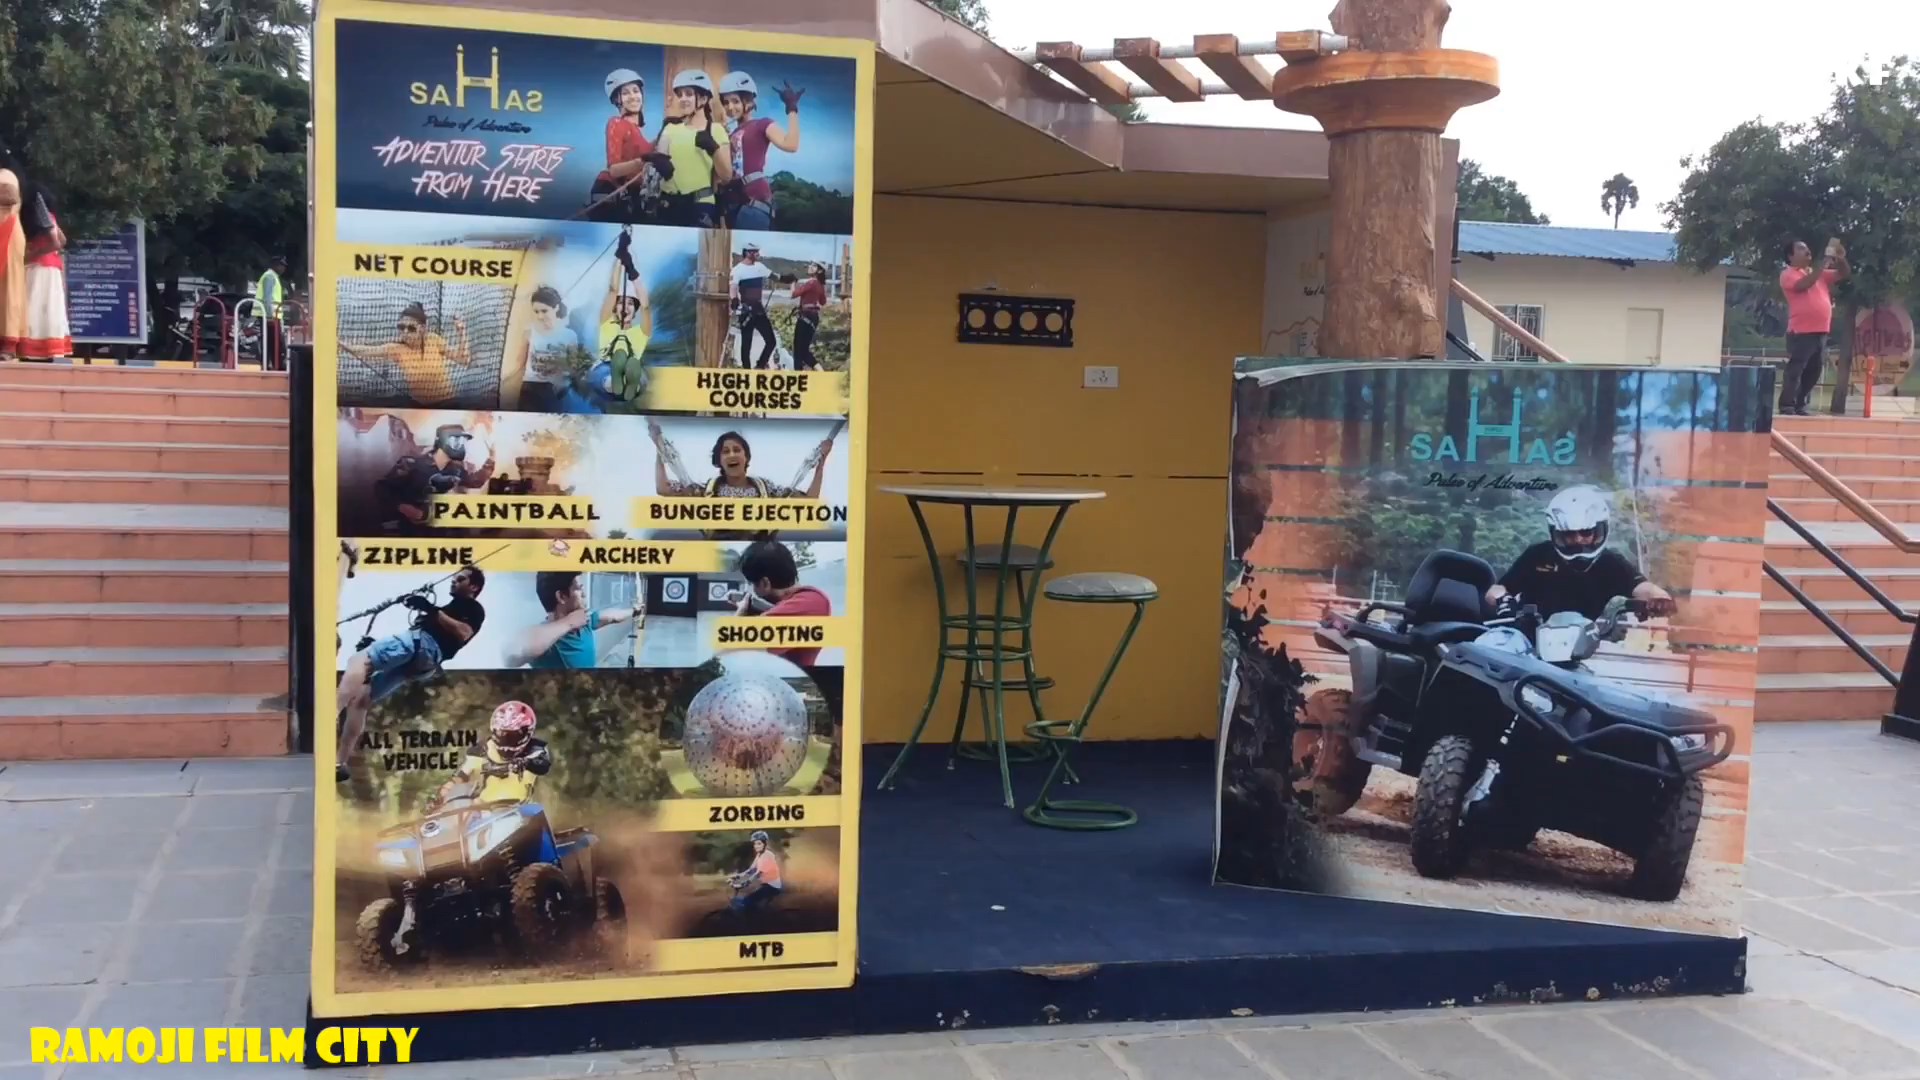 SAHAS
Pulse of Adventure
ADVENTUR STARTS
FROM HERE
NET COURSE
HIGH ROPE
COURSES
PAINTBALL
BUNGEE EJECTION
ZIPLINE
ARCHERY
SHOOTING
ALL TERRAIN
VEHICLE
ZORBING
MTB
SAHAS
Pulse of Adventure
RAMOJI FILM CITY